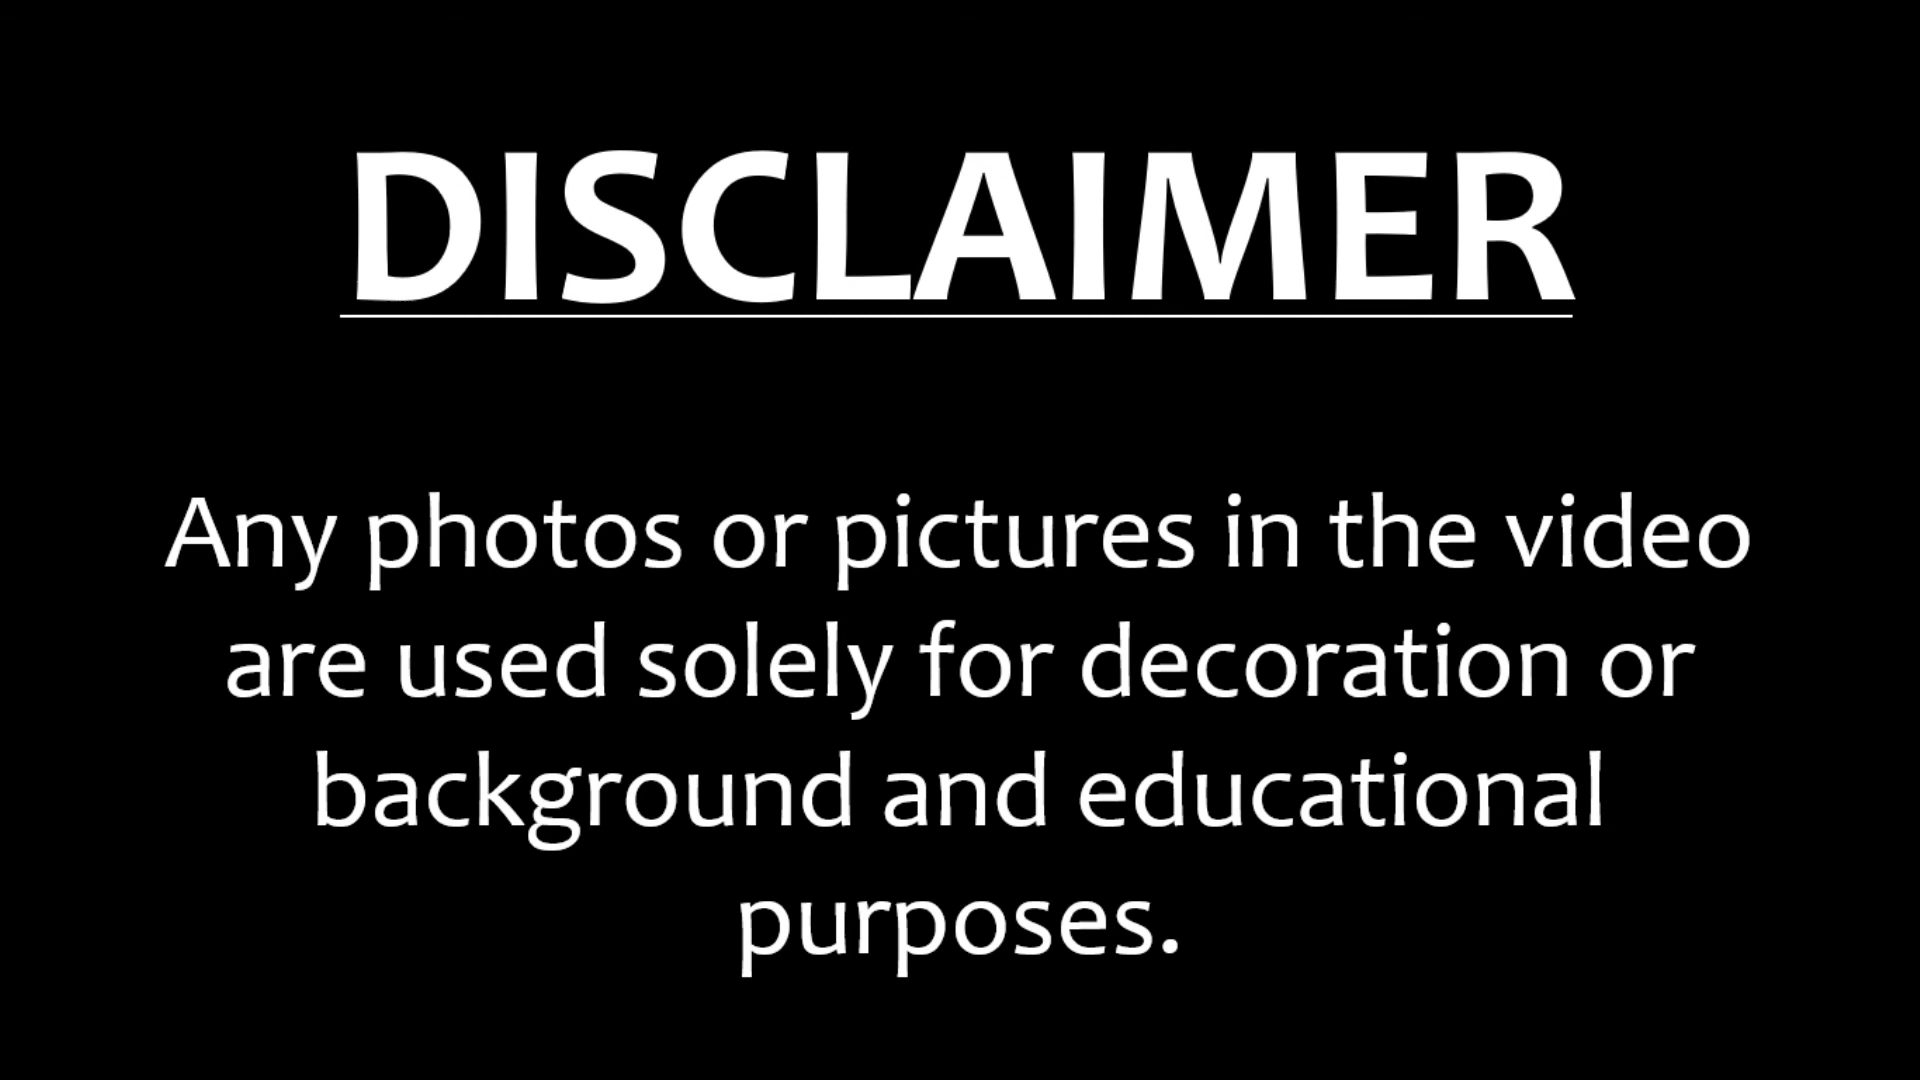 DISCLAIMER
Any photos or pictures in the video
are used solely for decoration or
background and educational
purposes.